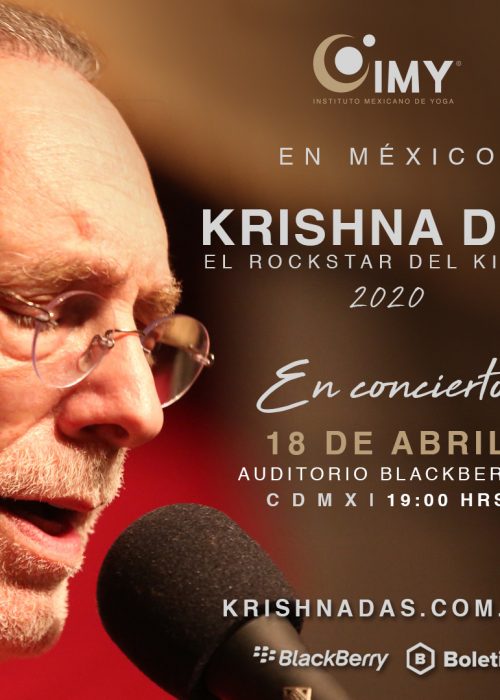 IMY®
INSTITUTO MEXICANO DE YOGA
EN MÉXICO
KRISHNA D
EL ROCKSTAR DEL KI
2020
En concierto
18 DE ABRIL
AUDITORIO BLACKBER
CDMX| 19:00 HRS
KRISHNADAS.COM.
BlackBerry
B Boleti